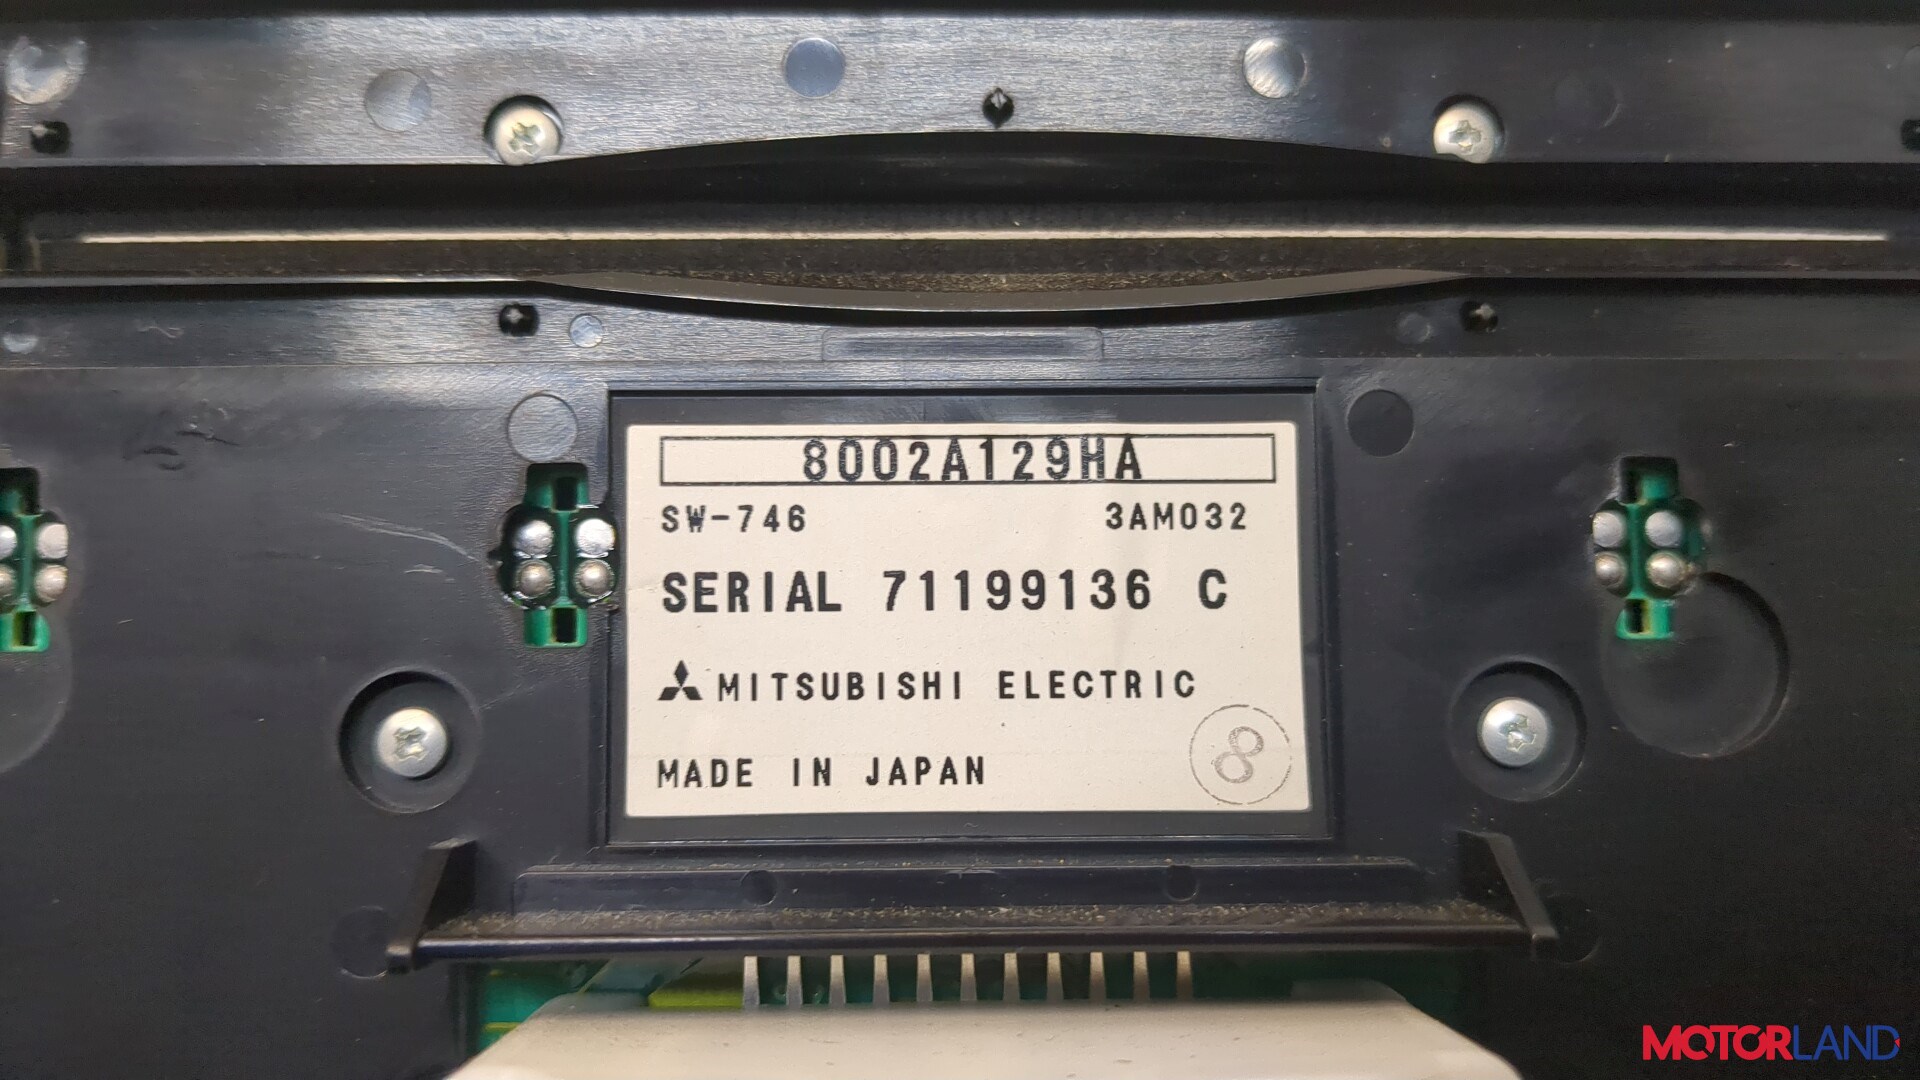 8002A129HA
SW-746 3AM032
SERIAL 71199136 C
MITSUBISHI ELECTRIC
MADE IN JAPAN
8
MOTORLAND